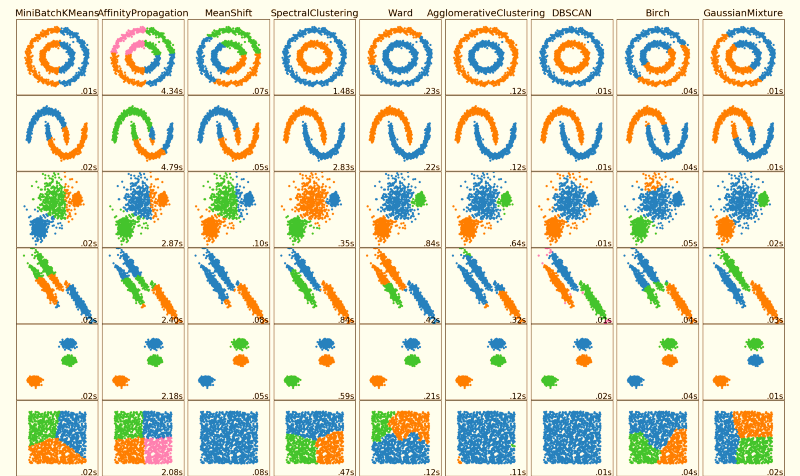 MiniBatchKMeans AffinityPropagation MeanShift SpectralClustering Ward AgglomerativeClustering DBSCAN Birch GaussianMixture
.01s 4.34s .07s 1.48s .23s .12s .01s .04s .01s
.02s 4.79s .05s 2.83s .22s .12s .01s .04s .01s
.02s 2.87s .10s .35s .84s .64s .01s .05s .02s
.02s 2.40s .08s .84s .42s .32s .01s .04s .03s
.02s 2.18s .05s .59s .21s .12s .02s .04s .01s
.02s 2.08s .08s .47s .12s .11s .01s .04s .02s